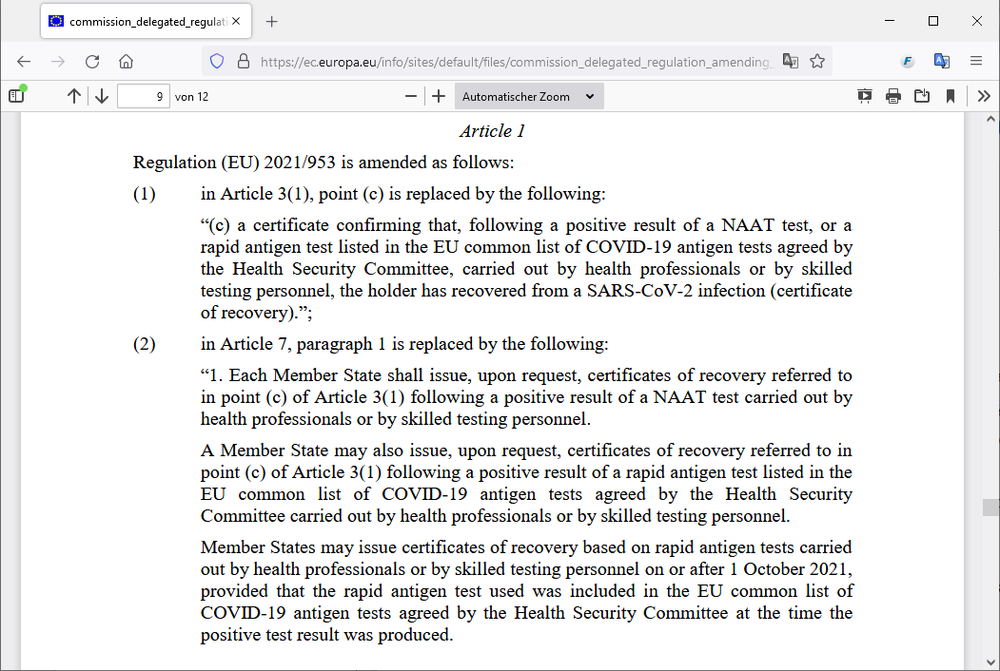 commission_delegated_regulati
https://ec.europa.eu/info/sites/default/files/commission_delegated_regulation_amending_
9 von 12
Automatischer Zoom
Article 1
Regulation (EU) 2021/953 is amended as follows:
(1) in Article 3(1), point (c) is replaced by the following:
“(c) a certificate confirming that, following a positive result of a NAAT test, or a
rapid antigen test listed in the EU common list of COVID-19 antigen tests agreed by
the Health Security Committee, carried out by health professionals or by skilled
testing personnel, the holder has recovered from a SARS-CoV-2 infection (certificate
of recovery).”;
(2) in Article 7, paragraph 1 is replaced by the following:
“1. Each Member State shall issue, upon request, certificates of recovery referred to
in point (c) of Article 3(1) following a positive result of a NAAT test carried out by
health professionals or by skilled testing personnel.
A Member State may also issue, upon request, certificates of recovery referred to in
point (c) of Article 3(1) following a positive result of a rapid antigen test listed in the
EU common list of COVID-19 antigen tests agreed by the Health Security
Committee carried out by health professionals or by skilled testing personnel.
Member States may issue certificates of recovery based on rapid antigen tests carried
out by health professionals or by skilled testing personnel on or after 1 October 2021,
provided that the rapid antigen test used was included in the EU common list of
COVID-19 antigen tests agreed by the Health Security Committee at the time the
positive test result was produced.